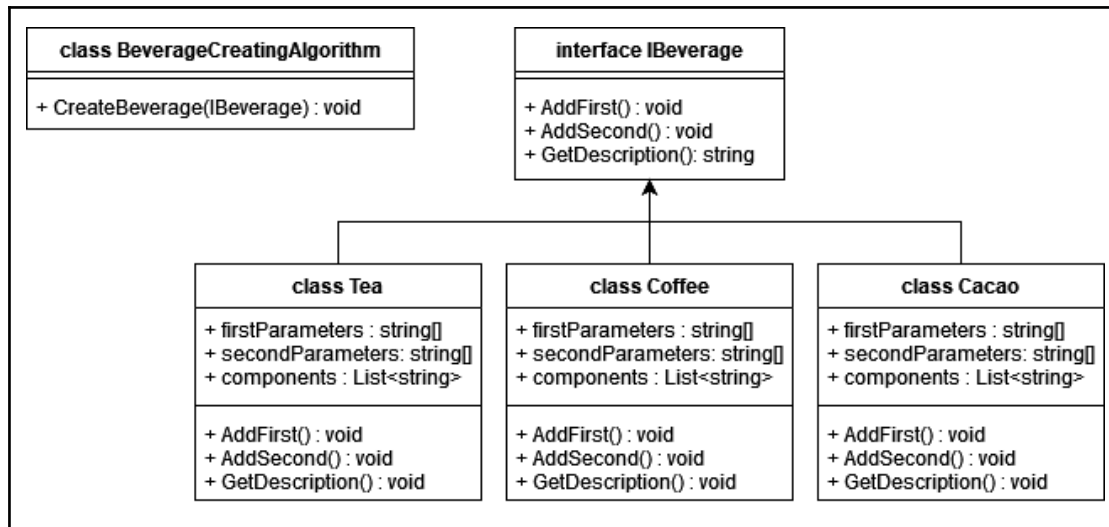 class BeverageCreatingAlgorithm
+ CreateBeverage(IBeverage) : void
interface IBeverage
+ AddFirst() : void
+ AddSecond() : void
+ GetDescription(): string
class Tea
+ firstParameters : string[]
+ secondParameters: string[]
+ components : List<string>
+ AddFirst() : void
+ AddSecond() : void
+ GetDescription() : void
class Coffee
+ firstParameters : string[]
+ secondParameters: string[]
+ components : List<string>
+ AddFirst() : void
+ AddSecond() : void
+ GetDescription() : void
class Cacao
+ firstParameters : string[]
+ secondParameters: string[]
+ components : List<string>
+ AddFirst() : void
+ AddSecond() : void
+ GetDescription() : void